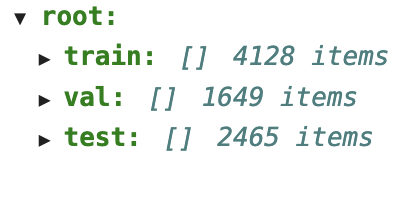 ▼ root:
▶ train: [] 4128 items
▶ val: [] 1649 items
▶ test: [] 2465 items